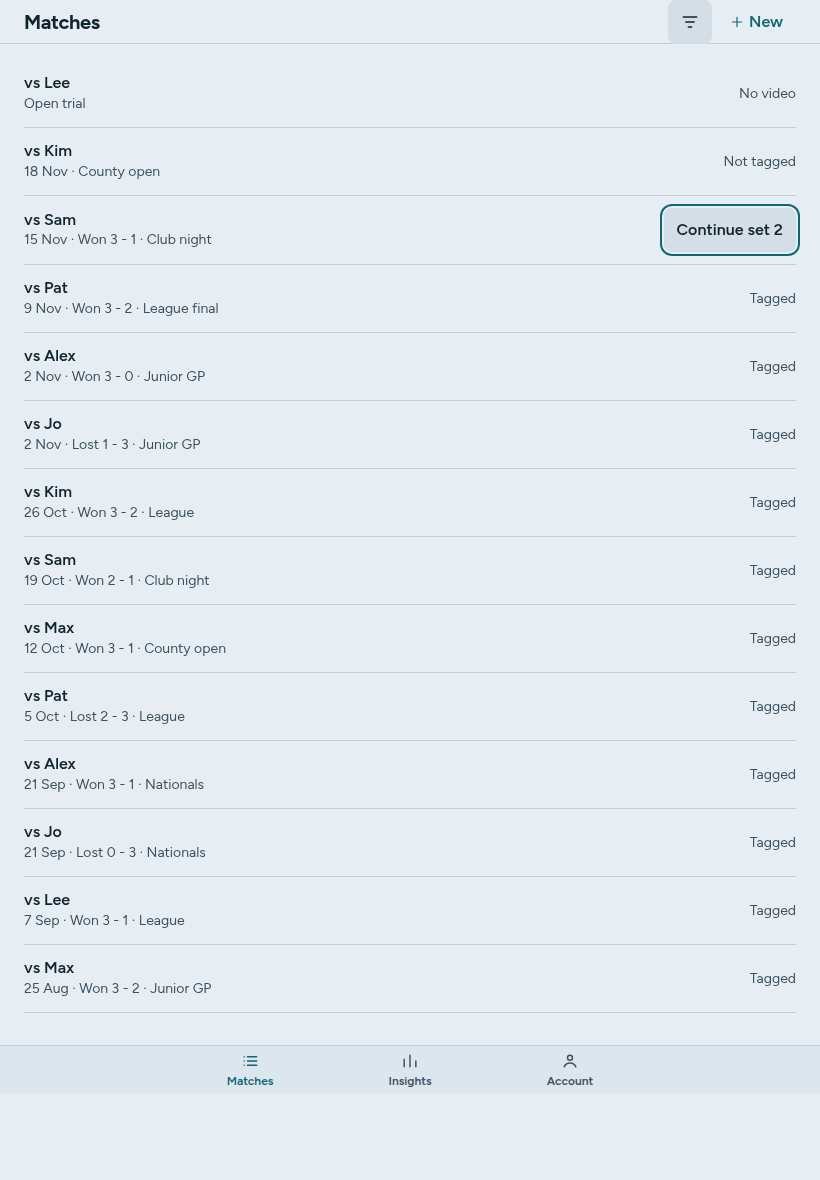 Matches
+ New
vs Lee
Open trial
No video
vs Kim
18 Nov · County open
Not tagged
vs Sam
15 Nov · Won 3 - 1 · Club night
Continue set 2
vs Pat
9 Nov · Won 3 - 2 · League final
Tagged
vs Alex
2 Nov · Won 3 - 0 · Junior GP
Tagged
vs Jo
2 Nov · Lost 1 - 3 · Junior GP
Tagged
vs Kim
26 Oct · Won 3 - 2 · League
Tagged
vs Sam
19 Oct · Won 2 - 1 · Club night
Tagged
vs Max
12 Oct · Won 3 - 1 · County open
Tagged
vs Pat
5 Oct · Lost 2 - 3 · League
Tagged
vs Alex
21 Sep · Won 3 - 1 · Nationals
Tagged
vs Jo
21 Sep · Lost 0 - 3 · Nationals
Tagged
vs Lee
7 Sep · Won 3 - 1 · League
Tagged
vs Max
25 Aug · Won 3 - 2 · Junior GP
Tagged
Matches
Insights
Account